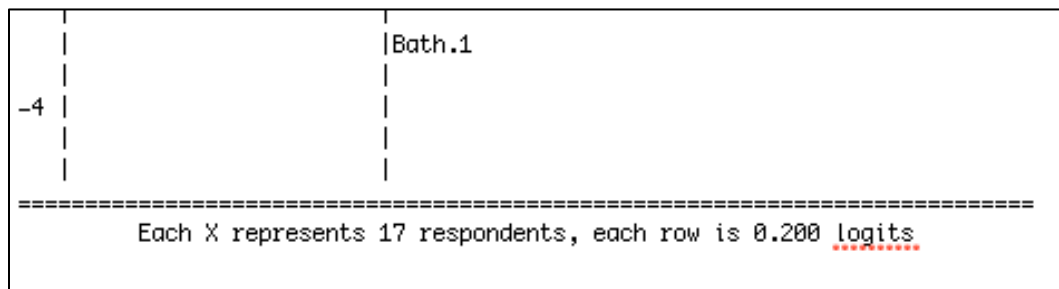 |                    |
|                    |Bath.1
|                    |
-4 |                    |
|                    |
|                    |
============================================================================
Each X represents 17 respondents, each row is 0.200 logits